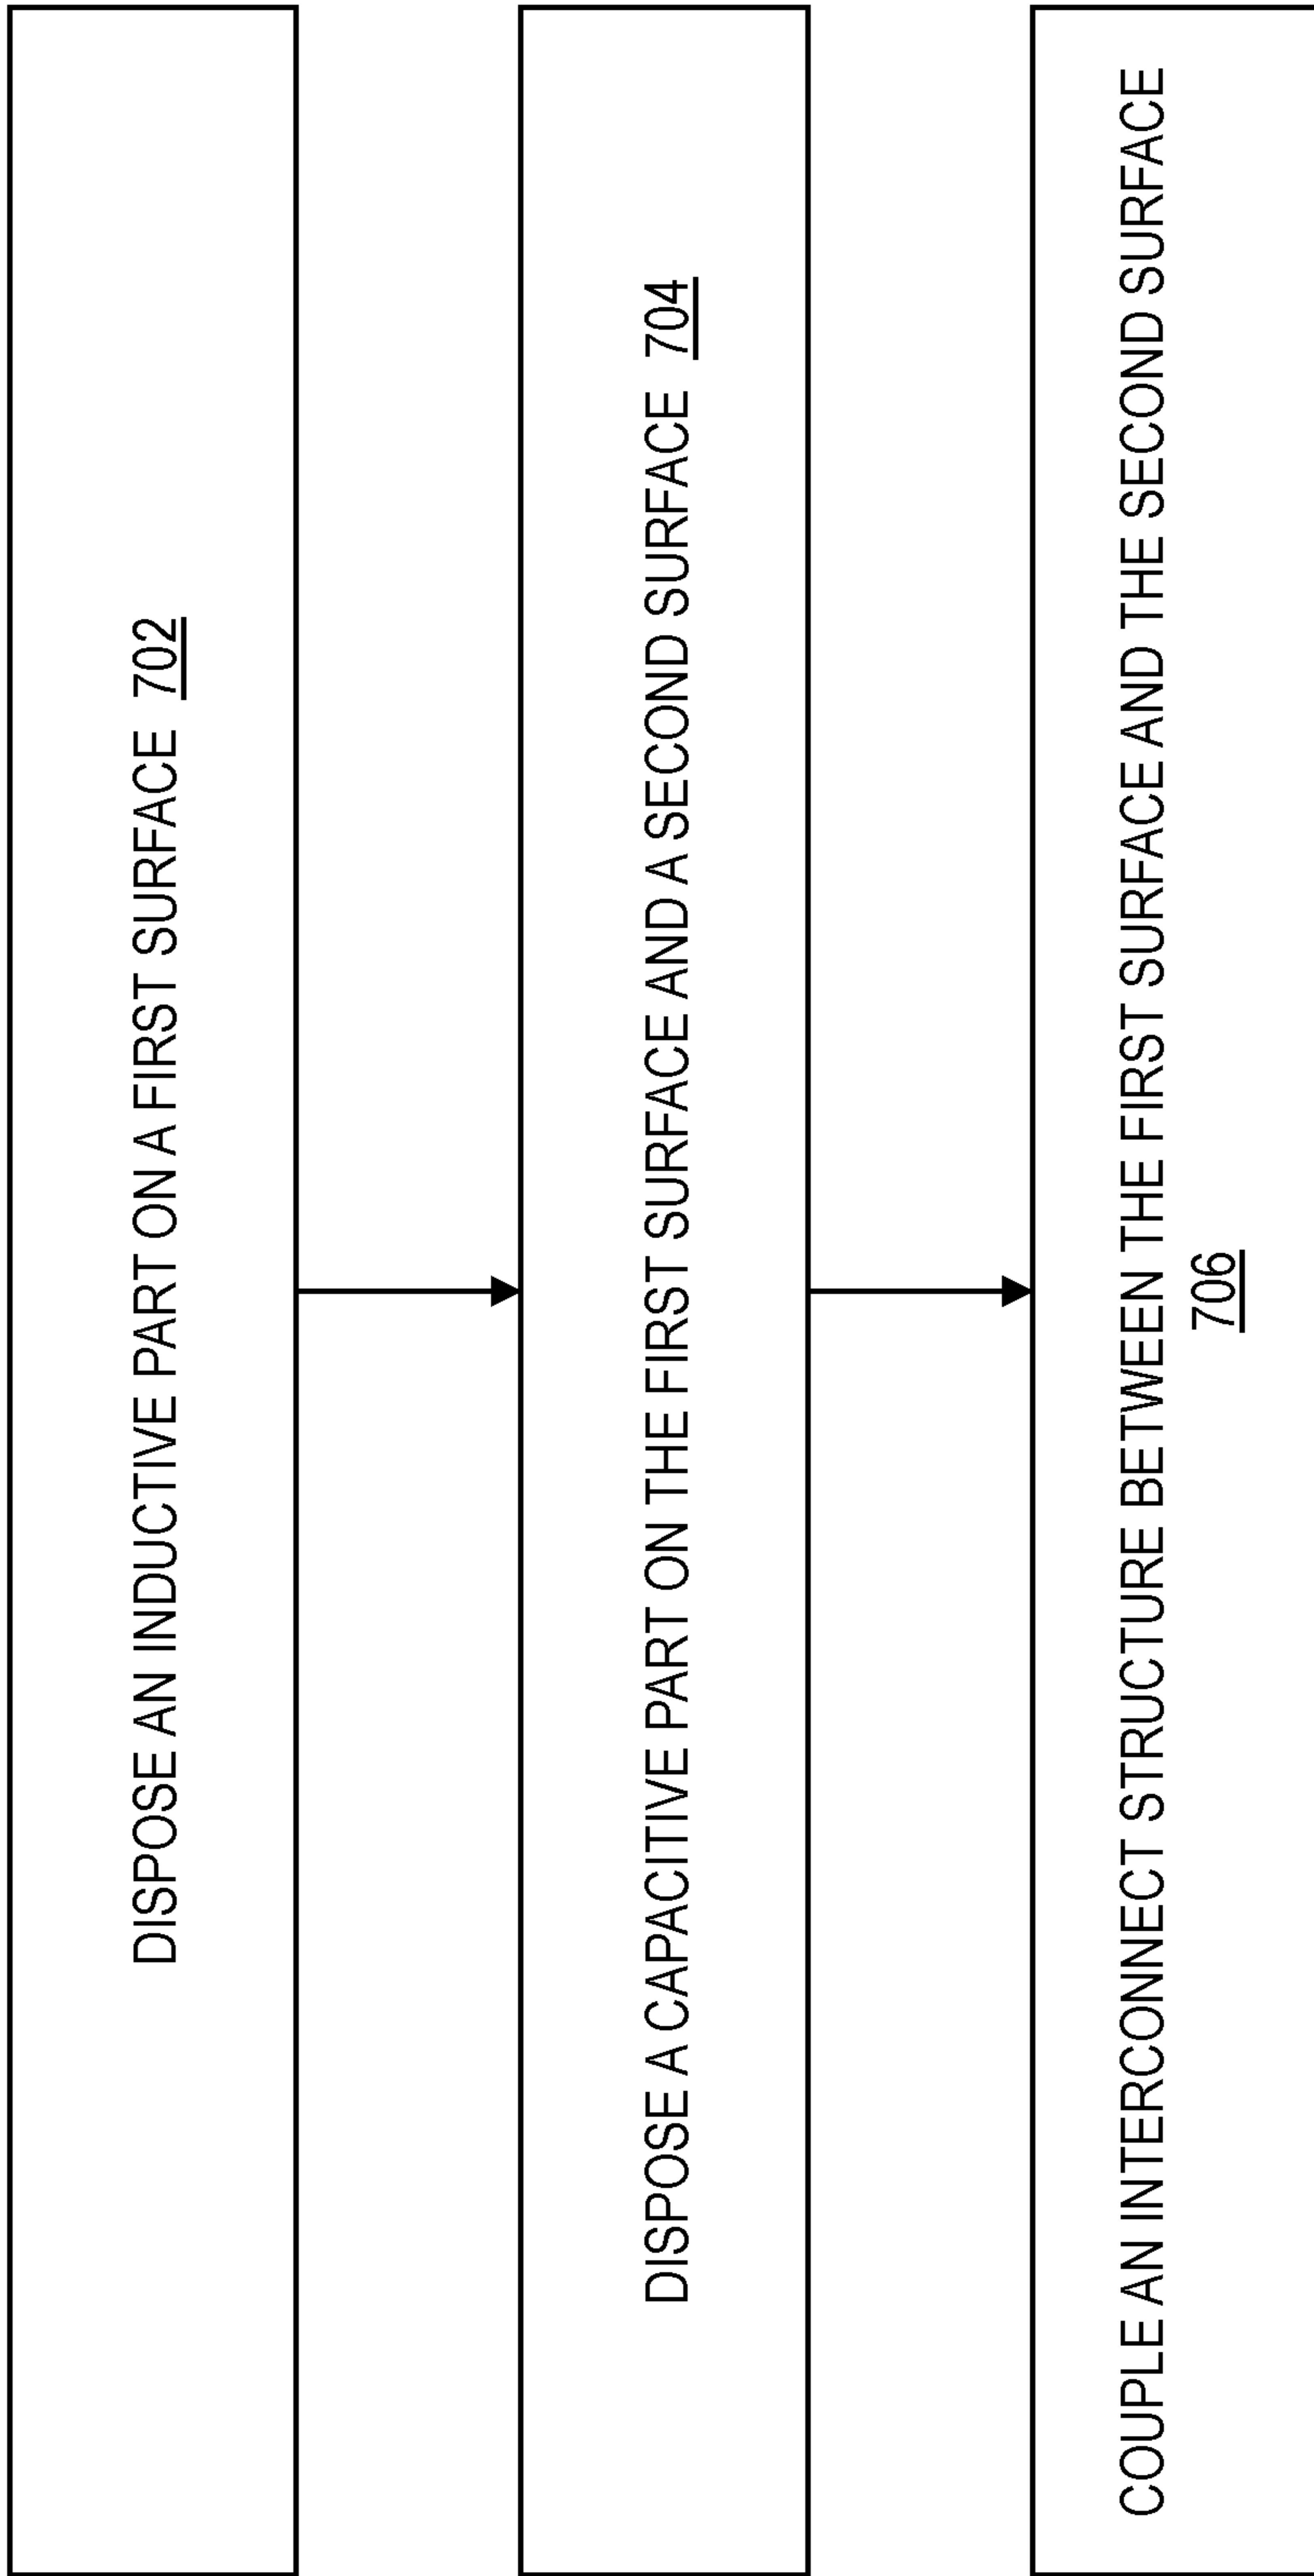 DISPOSE AN INDUCTIVE PART ON A FIRST SURFACE 702
DISPOSE A CAPACITIVE PART ON THE FIRST SURFACE AND A SECOND SURFACE 704
COUPLE AN INTERCONNECT STRUCTURE BETWEEN THE FIRST SURFACE AND THE SECOND SURFACE
706